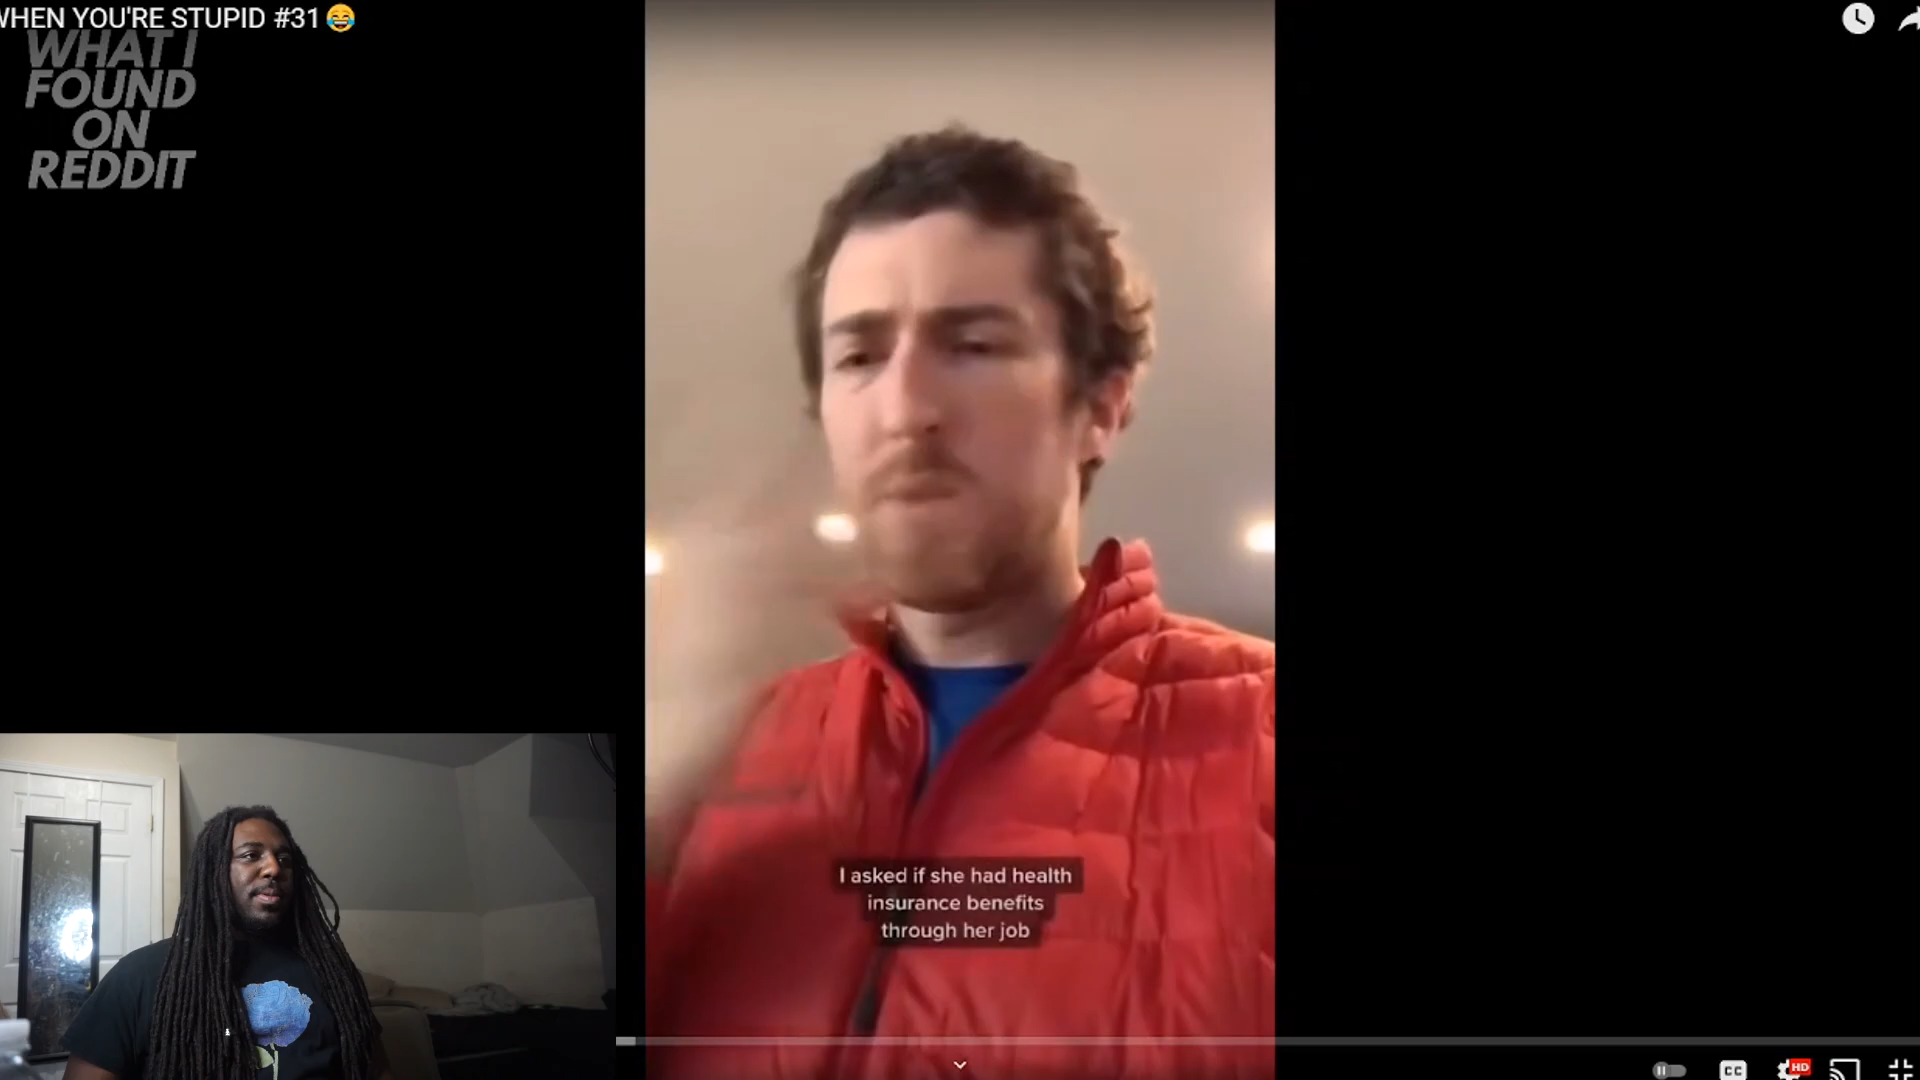 WHEN YOU'RE STUPID #31 😂
WHAT I
FOUND
ON
REDDIT
I asked if she had health
insurance benefits
through her job
CC
HD